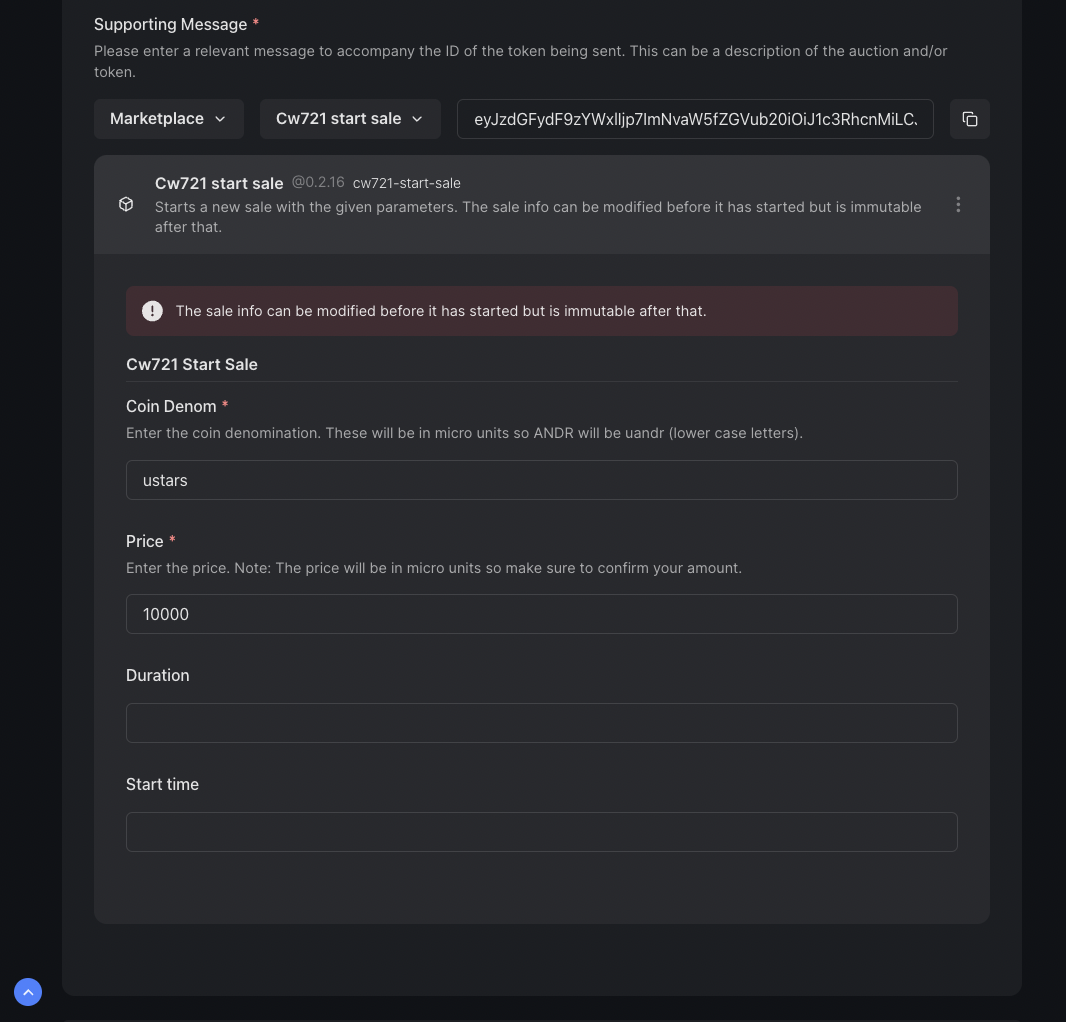 Supporting Message *
Please enter a relevant message to accompany the ID of the token being sent. This can be a description of the auction and/or
token.
Marketplace
Cw721 start sale
eyJzdGFydF9zYWxlIjp7ImNvaW5fZGVub20iOiJ1c3RhcnMiLC
Cw721 start sale @0.2.16 cw721-start-sale
Starts a new sale with the given parameters. The sale info can be modified before it has started but is immutable
after that.
The sale info can be modified before it has started but is immutable after that.
Cw721 Start Sale
Coin Denom *
Enter the coin denomination. These will be in micro units so ANDR will be uandr (lower case letters).
ustars
Price *
Enter the price. Note: The price will be in micro units so make sure to confirm your amount.
10000
Duration
Start time